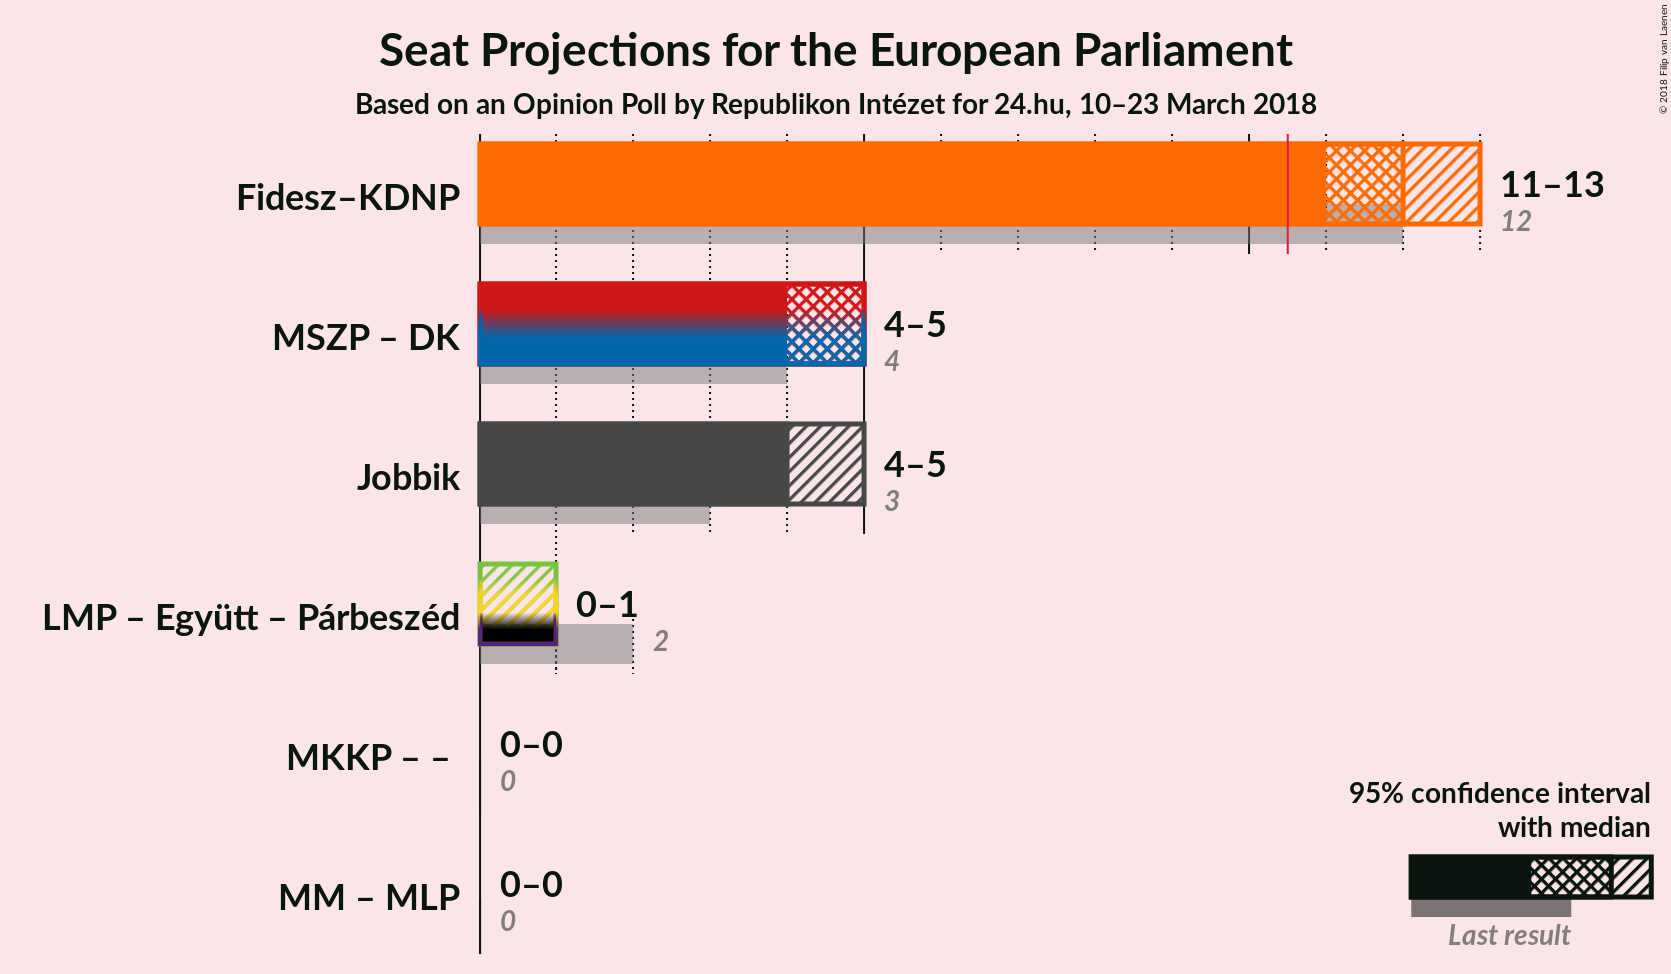 Seat Projections for the European Parliament
Based on an Opinion Poll by Republikon Intézet for 24.hu, 10–23 March 2018
© 2018 Filip van Laenen
Fidesz–KDNP
11–13
12
MSZP – DK
4–5
4
Jobbik
4–5
3
LMP – Együtt – Párbeszéd
0–1
2
MKKP – –
0–0
0
MM – MLP
0–0
0
95% confidence interval
with median
Last result